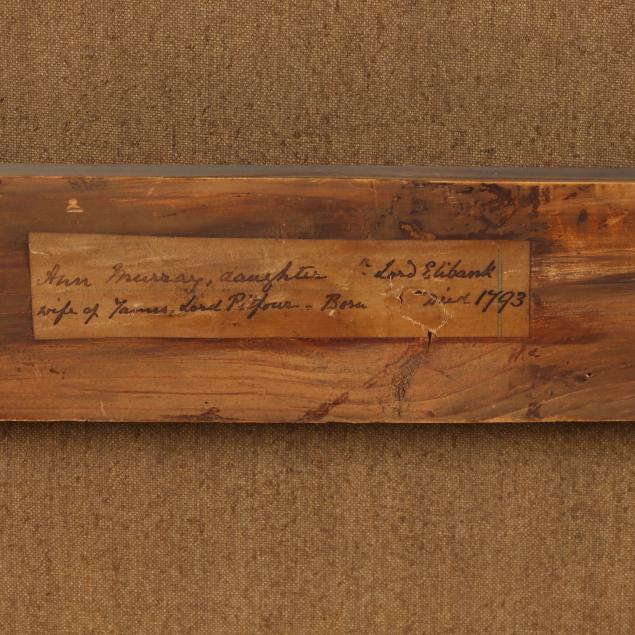 Ann Murray, daughter Lord Elibank
wife of James, Lord Pitfour - Born Died 1793